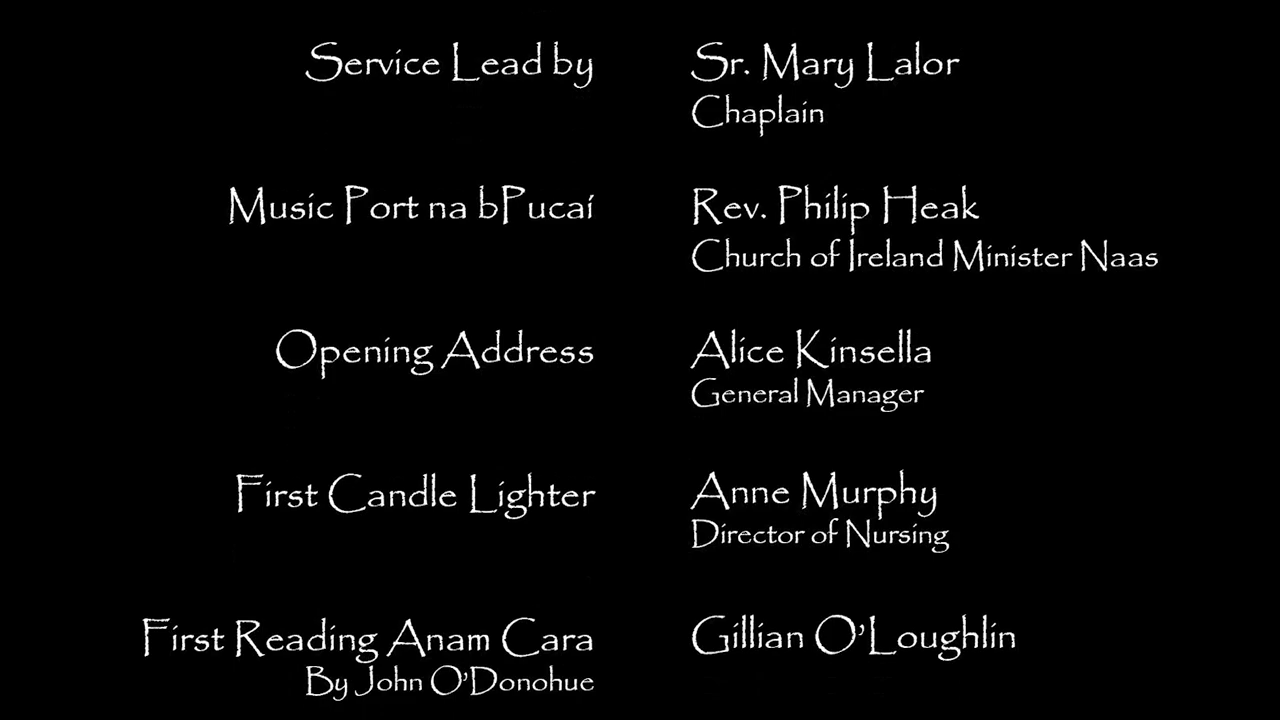 Service Lead by Sr. Mary Lalor
Chaplain
Music Port na bPucaí Rev. Philip Heak
Church of Ireland Minister Naas
Opening Address Alice Kinsella
General Manager
First Candle Lighter Anne Murphy
Director of Nursing
First Reading Anam Cara Gillian O'Loughlin
By John O'Donohue